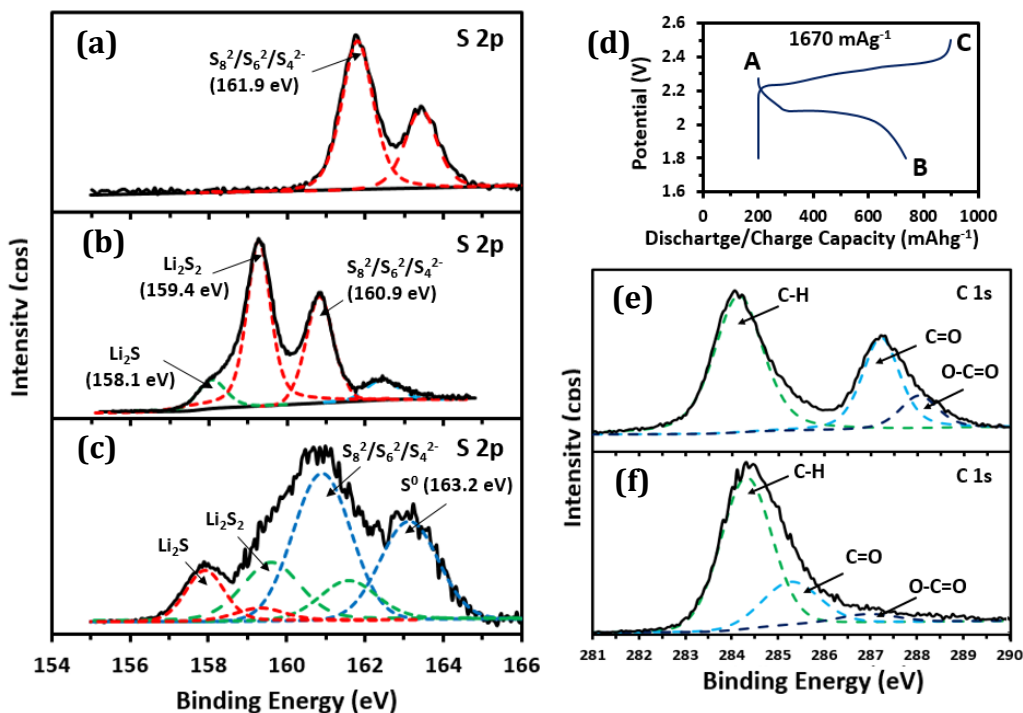 (a)
S 2p
S₈²/S₆²/S₄²⁻
(161.9 eV)
(b)
S 2p
Li₂S₂
(159.4 eV)
S₈²/S₆²/S₄²⁻
(160.9 eV)
Li₂S
(158.1 eV)
(c)
S 2p
S₈²/S₆²/S₄²⁻
S⁰ (163.2 eV)
Li₂S₂
Li₂S
Intensity (cps)
154 156 158 160 162 164 166
Binding Energy (eV)
(d)
1670 mAg⁻¹
A
B
C
Potential (V)
2.6
2.4
2.2
2
1.8
1.6
0 200 400 600 800 1000
Dischartge/Charge Capacity (mAhg⁻¹)
(e)
C 1s
C-H
C=O
O-C=O
(f)
C 1s
C-H
C=O
O-C=O
Intensity (cps)
281 282 283 284 285 286 287 288 289 290
Binding Energy (eV)